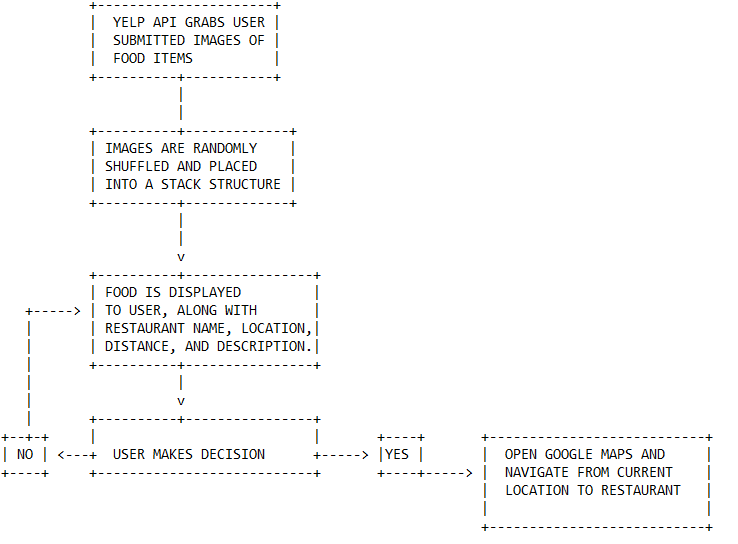 YELP API GRABS USER
SUBMITTED IMAGES OF
FOOD ITEMS
IMAGES ARE RANDOMLY
SHUFFLED AND PLACED
INTO A STACK STRUCTURE
FOOD IS DISPLAYED
TO USER, ALONG WITH
RESTAURANT NAME, LOCATION,
DISTANCE, AND DESCRIPTION.
NO
USER MAKES DECISION
YES
OPEN GOOGLE MAPS AND
NAVIGATE FROM CURRENT
LOCATION TO RESTAURANT